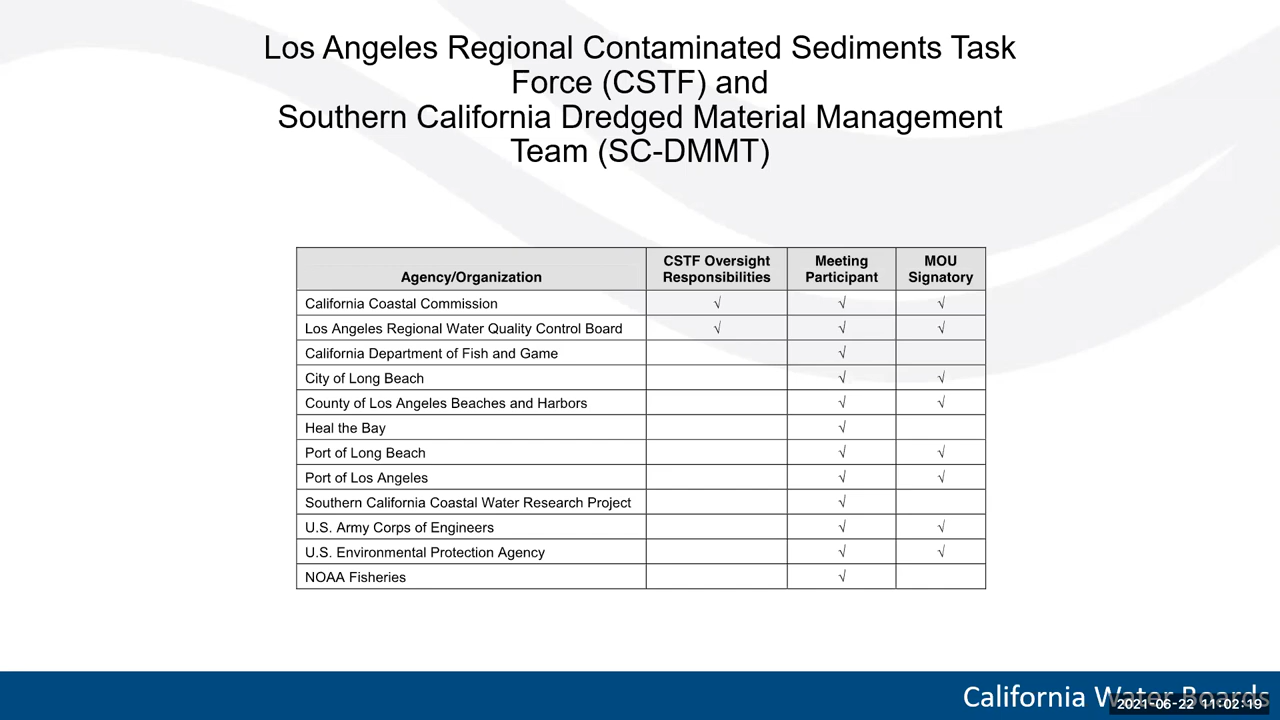 Los Angeles Regional Contaminated Sediments Task
Force (CSTF) and
Southern California Dredged Material Management
Team (SC-DMMT)
Agency/Organization CSTF Oversight Responsibilities Meeting Participant MOU Signatory
California Coastal Commission √ √ √
Los Angeles Regional Water Quality Control Board √ √ √
California Department of Fish and Game √
City of Long Beach √ √
County of Los Angeles Beaches and Harbors √ √
Heal the Bay √
Port of Long Beach √ √
Port of Los Angeles √ √
Southern California Coastal Water Research Project √
U.S. Army Corps of Engineers √ √
U.S. Environmental Protection Agency √ √
NOAA Fisheries √
California Water Boards
2021-06-22 11:02:19